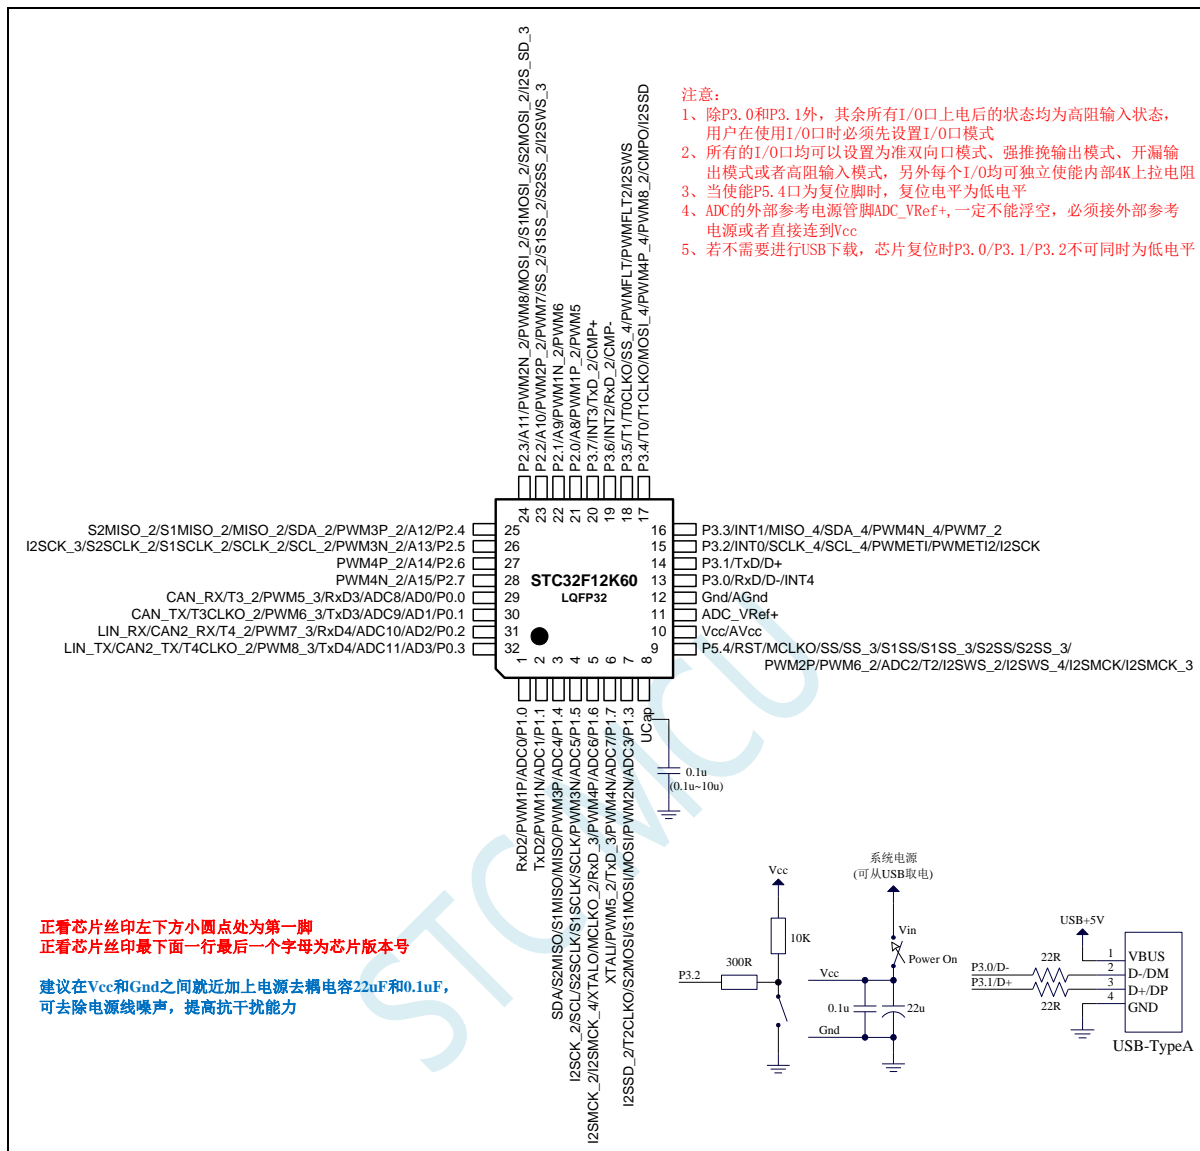 P2.3/A11/PWM2N_2/PWM8/MOSI_2/S1MOSI_2/S2MOSI_2/I2S_SD_3
P2.2/A10/PWM2P_2/PWM7/SS_2/S1SS_2/S2SS_2/I2SWS_3
P2.1/A9/PWM1N_2/PWM6
P2.0/A8/PWM1P_2/PWM5
P3.7/INT3/TxD_2/CMP+
P3.6/INT2/RxD_2/CMP-
P3.5/T1/T0CLKO/SS_4/PWMFLT/PWMFLT2/I2SWS
P3.4/T0/T1CLKO/MOSI_4/PWM4P_4/PWM8_2/CMPO/I2SSD
注意：
1、除P3.0和P3.1外，其余所有I/O口上电后的状态均为高阻输入状态，
用户在使用I/O口时必须先设置I/O口模式
2、所有的I/O口均可以设置为准双向口模式、强推挽输出模式、开漏输
出模式或者高阻输入模式，另外每个I/O均可独立使能内部4K上拉电阻
3、当使能P5.4口为复位脚时，复位电平为低电平
4、ADC的外部参考电源管脚ADC_VRef+,一定不能浮空，必须接外部参考
电源或者直接连到Vcc
5、若不需要进行USB下载，芯片复位时P3.0/P3.1/P3.2不可同时为低电平
24 23 22 21 20 19 18 17
S2MISO_2/S1MISO_2/MISO_2/SDA_2/PWM3P_2/A12/P2.4 25
I2SCK_3/S2SCLK_2/S1SCLK_2/SCLK_2/SCL_2/PWM3N_2/A13/P2.5 26
PWM4P_2/A14/P2.6 27
PWM4N_2/A15/P2.7 28
CAN_RX/T3_2/PWM5_3/RxD3/ADC8/AD0/P0.0 29
CAN_TX/T3CLKO_2/PWM6_3/TxD3/ADC9/AD1/P0.1 30
LIN_RX/CAN2_RX/T4_2/PWM7_3/RxD4/ADC10/AD2/P0.2 31
LIN_TX/CAN2_TX/T4CLKO_2/PWM8_3/TxD4/ADC11/AD3/P0.3 32
STC32F12K60
LQFP32
16 P3.3/INT1/MISO_4/SDA_4/PWM4N_4/PWM7_2
15 P3.2/INT0/SCLK_4/SCL_4/PWMETI/PWMETI2/I2SCK
14 P3.1/TxD/D+
13 P3.0/RxD/D-/INT4
12 Gnd/AGnd
11 ADC_VRef+
10 Vcc/AVcc
9 P5.4/RST/MCLKO/SS/SS_3/S1SS/S1SS_3/S2SS/S2SS_3/
PWM2P/PWM6_2/ADC2/T2/I2SWS_2/I2SWS_4/I2SMCK/I2SMCK_3
1 2 3 4 5 6 7 8
RxD2/PWM1P/ADC0/P1.0
TxD2/PWM1N/ADC1/P1.1
SDA/S2MISO/S1MISO/MISO/PWM3P/ADC4/P1.4
I2SCK_2/SCL/S2SCLK/S1SCLK/SCLK/PWM3N/ADC5/P1.5
I2SMCK_2/I2SMCK_4/XTALO/MCLKO_2/RxD_3/PWM4P/ADC6/P1.6
XTALI/PWM5_2/TxD_3/PWM4N/ADC7/P1.7
I2SSD_2/T2CLKO/S2MOSI/S1MOSI/MOSI/PWM2N/ADC3/P1.3
UCap
0.1u
(0.1u~10u)
STCMCU
正看芯片丝印左下方小圆点处为第一脚
正看芯片丝印最下面一行最后一个字母为芯片版本号
建议在Vcc和Gnd之间就近加上电源去耦电容22uF和0.1uF，
可去除电源线噪声，提高抗干扰能力
Vcc
10K
300R
P3.2
系统电源
(可从USB取电)
Vin
Power On
Vcc
0.1u
22u
Gnd
USB+5V
22R
P3.0/D-
P3.1/D+
22R
1 VBUS
2 D-/DM
3 D+/DP
4 GND
USB-TypeA